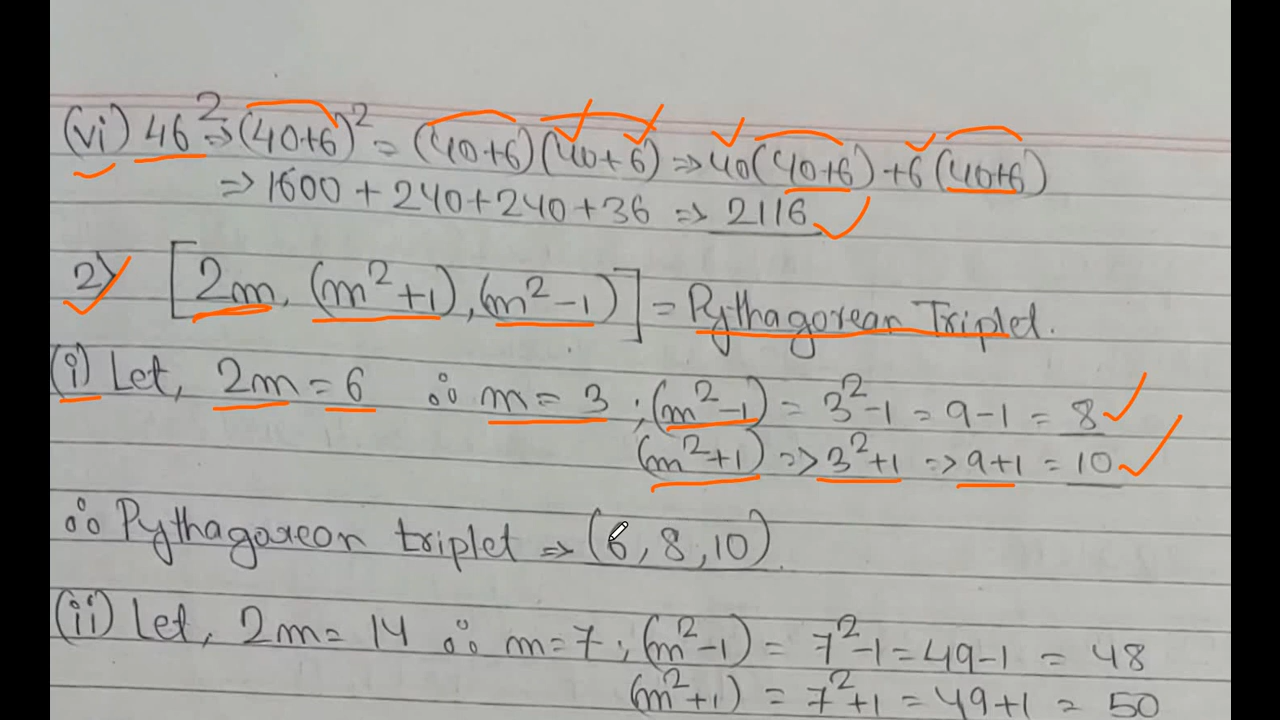 (vi) 46² ⇒ (40+6)² = (40+6)(40+6) ⇒ 40(40+6)+6(40+6)
⇒ 1600 + 240+240+36 ⇒ 2116
2) [2m, (m²+1), (m²-1)] = Pythagorean Triplet.
(i) Let, 2m = 6 ∴ m = 3 ; (m²-1) = 3²-1 = 9-1 = 8
(m²+1) ⇒ 3²+1 ⇒ 9+1 = 10
∴ Pythagorean triplet ⇒ (6, 8, 10).
(ii) Let, 2m = 14 ∴ m = 7 ; (m²-1) = 7²-1 = 49-1 = 48
(m²+1) = 7²+1 = 49+1 = 50